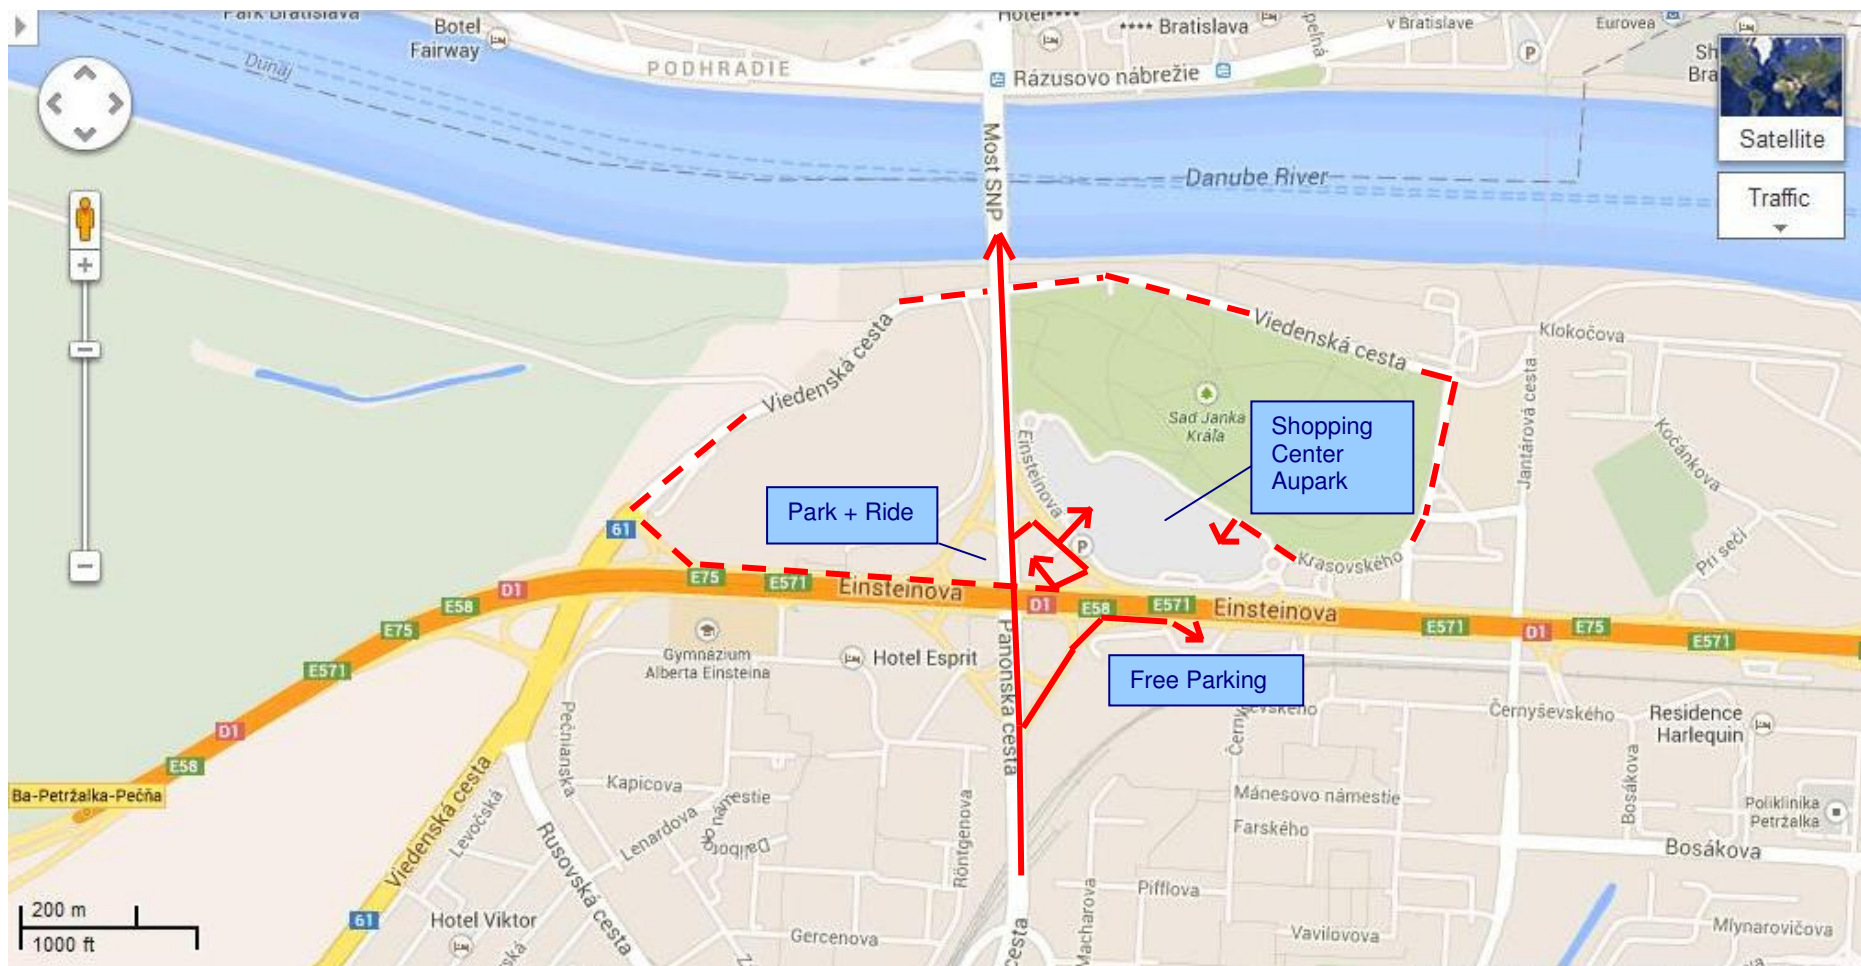 Park Bratislava
Botel
Fairway
Hotel****
**** Bratislava
v Bratislave
Eurovea
Dunaj
PODHRADIE
Rázusovo nábrežie
Satellite
Most SNP
Danube River
Traffic
Viedenská cesta
Viedenská cesta
Klokočova
Sad Janka
Kráľa
Shopping
Center
Aupark
Jantárová cesta
Kočánkova
Einsteinova
Park + Ride
61
P
P
Krasovského
Pri seči
E75
E571
Einsteinova
D1
E58
E571
Einsteinova
E571
D1
E75
E571
D1
E58
E75
E571
D1
E58
Gymnázium
Alberta Einsteina
Hotel Esprit
Panónska cesta
Free Parking
Černyševského
Residence
Harlequin
Ba-Petržalka-Pečňa
Pečnianska
Kapicova
Viedenská cesta
Levočská
Lenardova
Daliborovo námestie
Röntgenova
Mánesovo námestie
Farského
Bosákova
Poliklinika
Petržalka
Bosákova
Rusovská cesta
Pifflova
Macharova
200 m
1000 ft
61
Hotel Viktor
Gercenova
cesta
Vavilovova
Mlynarovičova